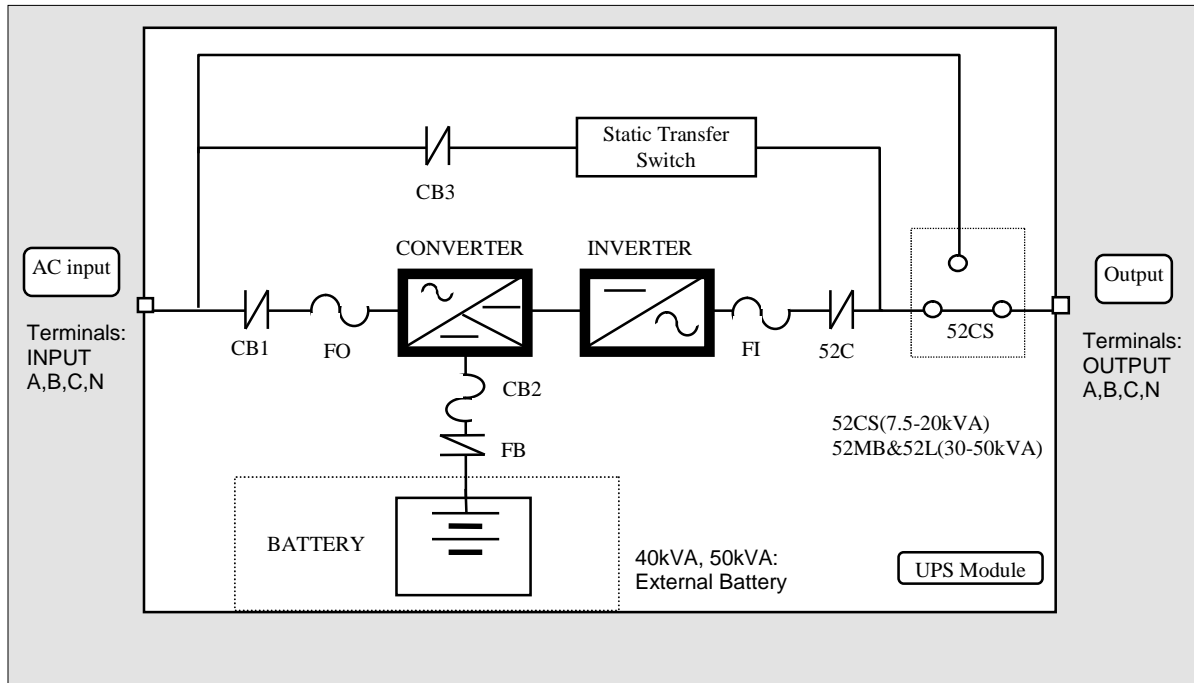 Static Transfer
Switch
CB3
CONVERTER
INVERTER
AC input
Output
Terminals:
INPUT
A,B,C,N
CB1
FO
FI
52C
52CS
Terminals:
OUTPUT
A,B,C,N
CB2
FB
52CS(7.5-20kVA)
52MB&52L(30-50kVA)
BATTERY
40kVA, 50kVA:
External Battery
UPS Module